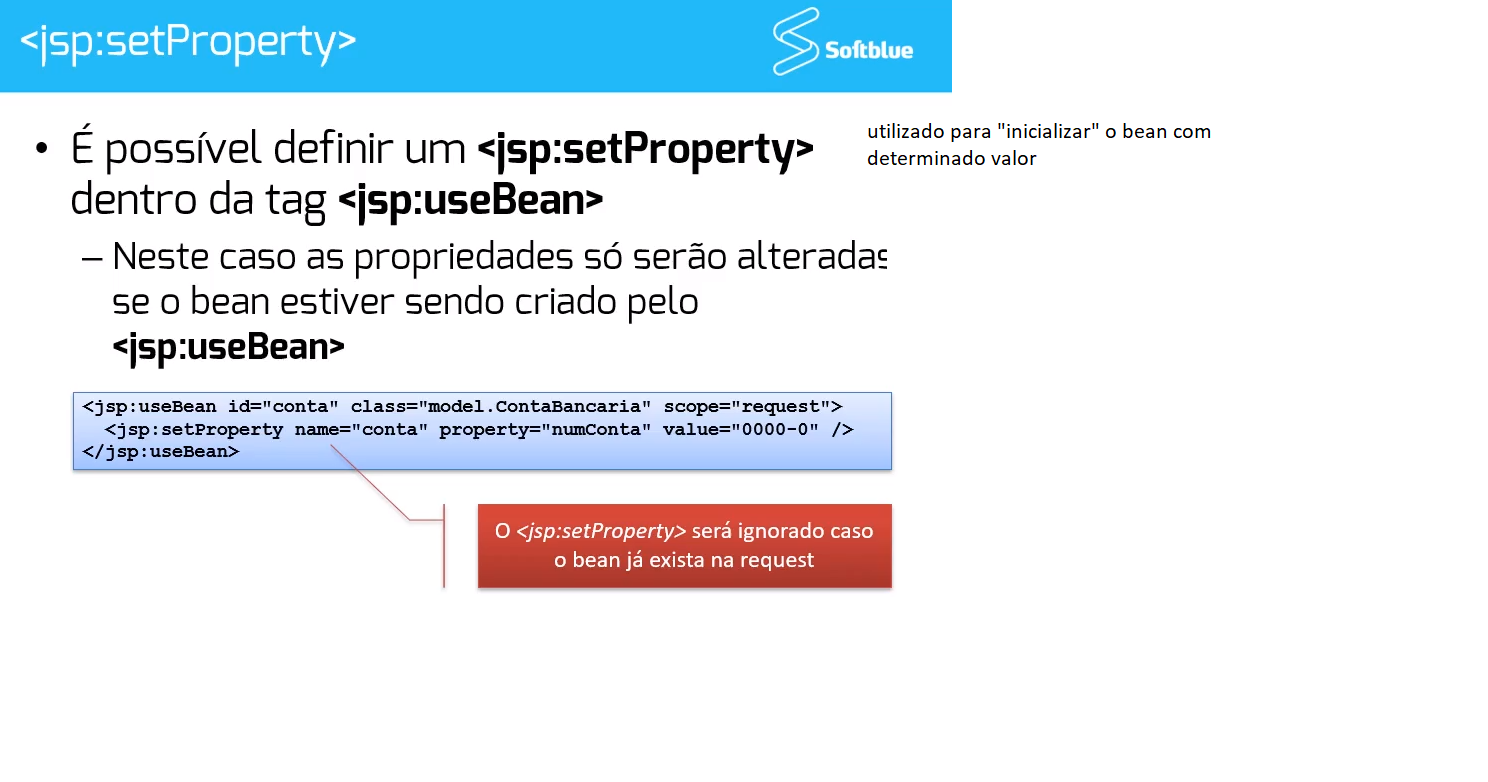 <jsp:setProperty>
Softblue
• É possível definir um <jsp:setProperty>
dentro da tag <jsp:useBean>
– Neste caso as propriedades só serão alteradas
se o bean estiver sendo criado pelo
<jsp:useBean>
utilizado para "inicializar" o bean com
determinado valor
<jsp:useBean id="conta" class="model.ContaBancaria" scope="request">
<jsp:setProperty name="conta" property="numConta" value="0000-0" />
</jsp:useBean>
O <jsp:setProperty> será ignorado caso
o bean já exista na request